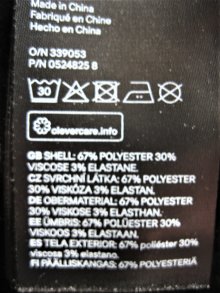 Made in China
Fabriqué en Chine
Hecho en China
O/N 339053
P/N 0524825 8
30
clevercare.info
GB SHELL: 67% POLYESTER 30%
VISCOSE 3% ELASTANE.
CZ SVRCHNÍ LÁTKA: 67% POLYESTER
30% VISKÓZA 3% ELASTAN.
DE OBERMATERIAL: 67% POLYESTER
30% VISKOSE 3% ELASTHAN.
EE ÜMBRIS: 67% POLÜESTER 30%
VISKOOS 3% ELASTAAN.
ES TELA EXTERIOR: 67% poliéster 30%
viscosa 3% elastano.
FI PÄÄLLISKANGAS: 67% POLYESTERIÄ